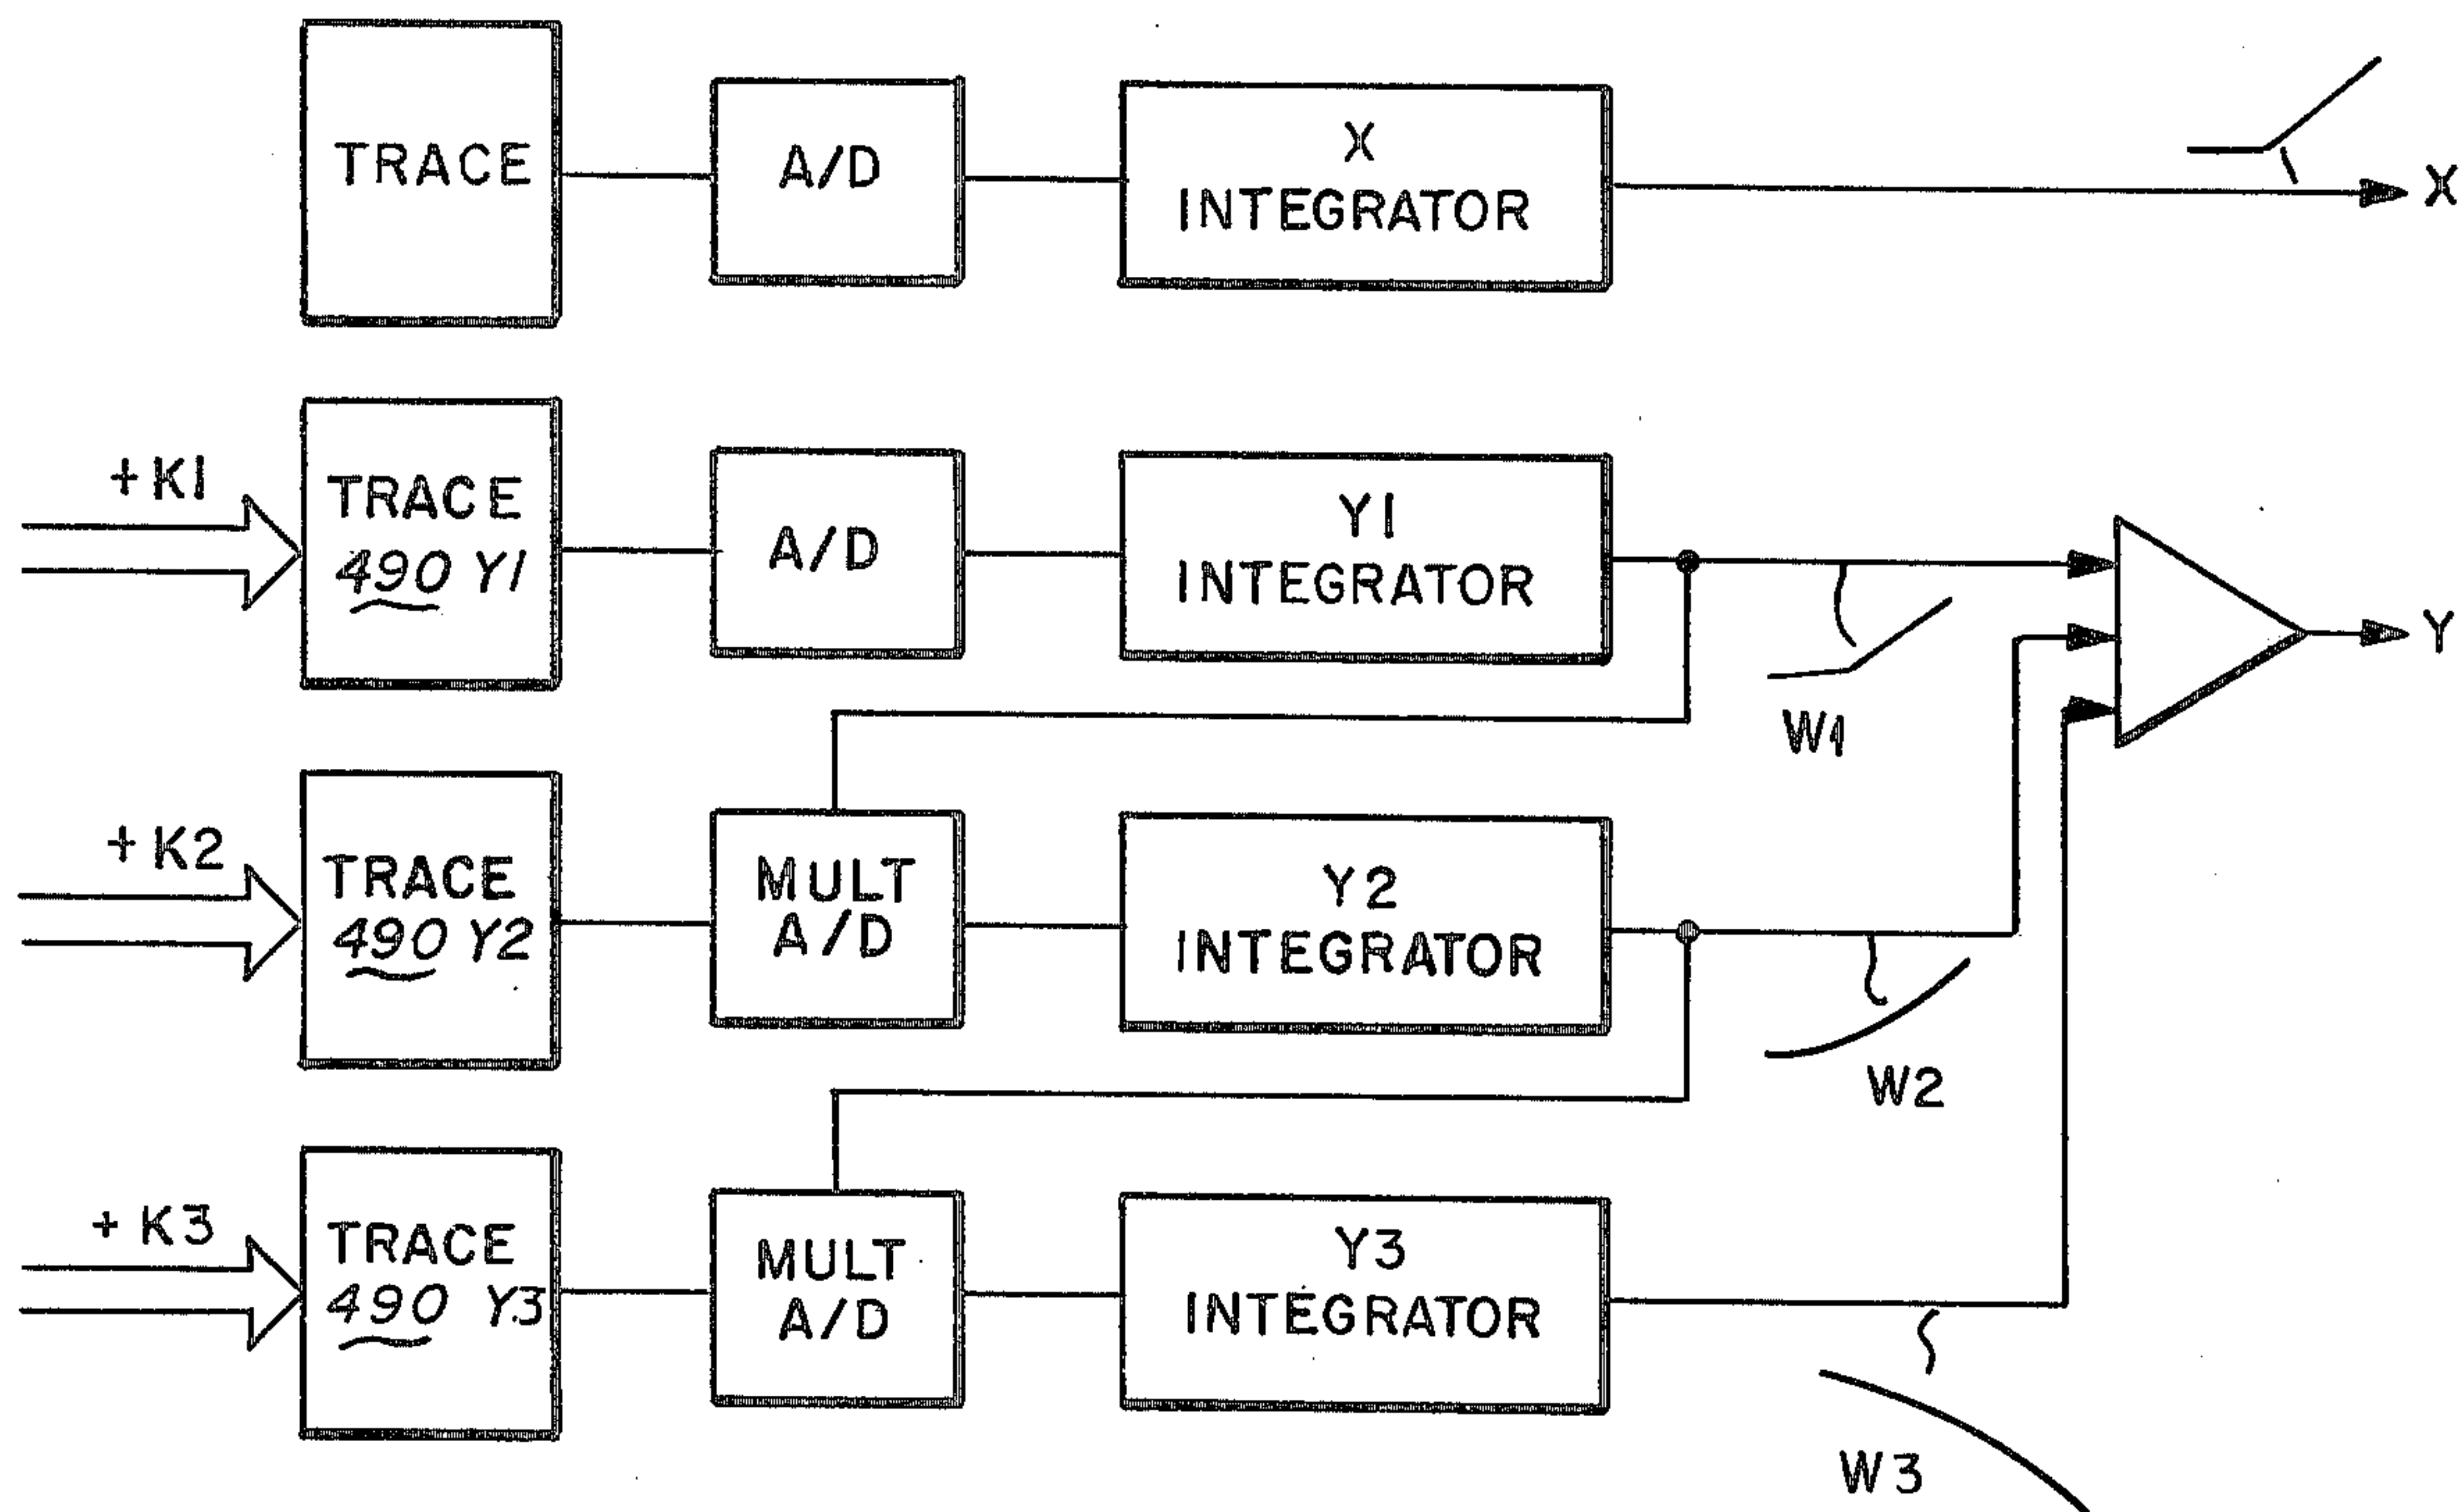 TRACE
A/D
X
INTEGRATOR
X
+K1
TRACE
490 Y1
A/D
Y1
INTEGRATOR
W1
Y
+K2
TRACE
490 Y2
MULT
A/D
Y2
INTEGRATOR
W2
+K3
TRACE
490 Y3
MULT
A/D
Y3
INTEGRATOR
W3